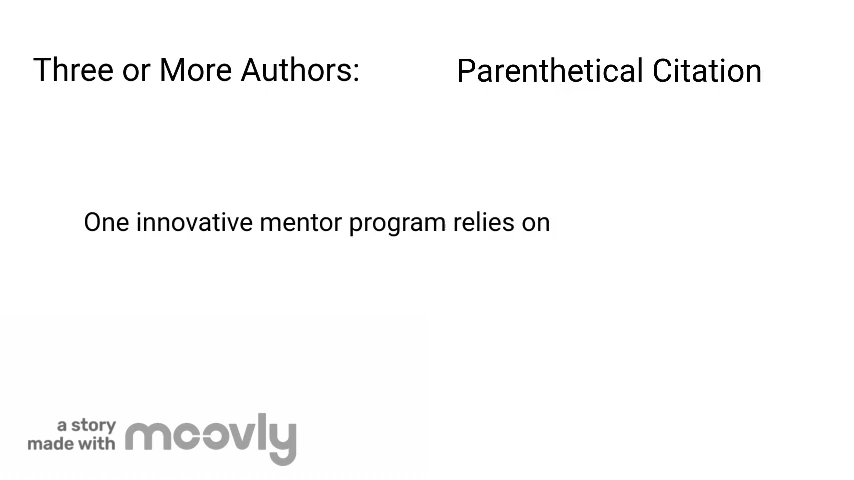 Three or More Authors: Parenthetical Citation
One innovative mentor program relies on
a story
made with moovly